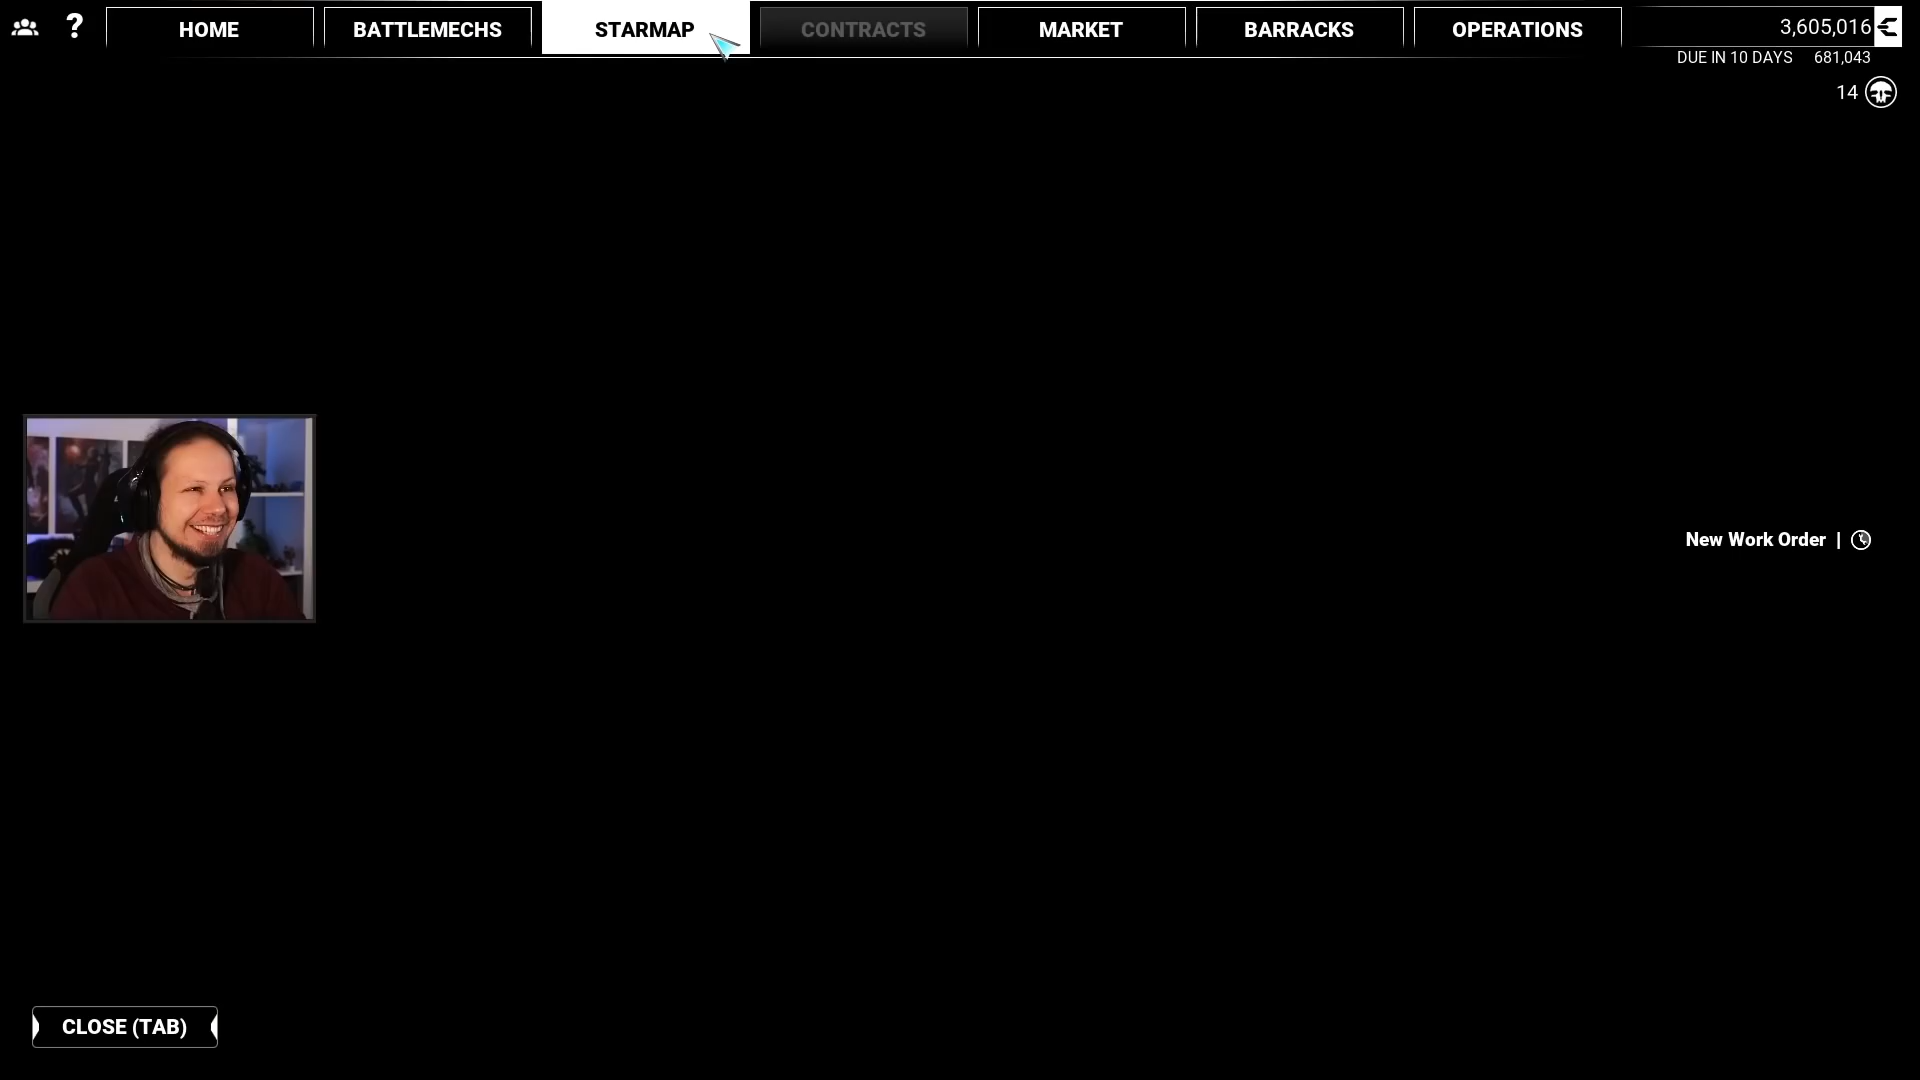 ?
HOME
BATTLEMECHS
STARMAP
CONTRACTS
MARKET
BARRACKS
OPERATIONS
3,605,016
DUE IN 10 DAYS 681,043
14
New Work Order |
CLOSE (TAB)